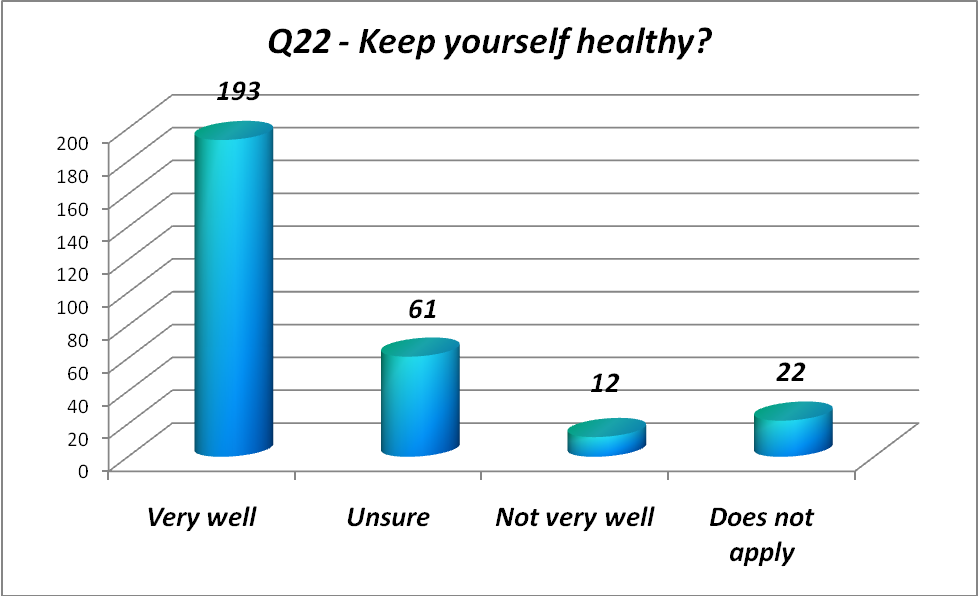 Q22 - Keep yourself healthy?
193
61
12
22
200
180
160
140
120
100
80
60
40
20
0
Very well
Unsure
Not very well
Does not
apply